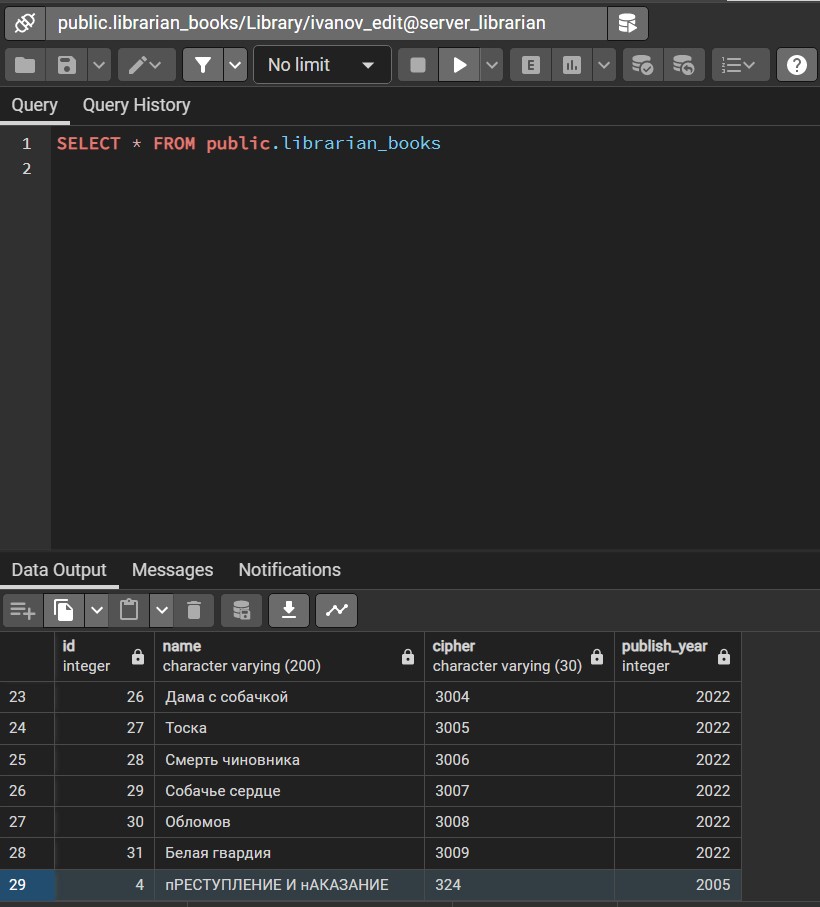 public.librarian_books/Library/ivanov_edit@server_librarian
No limit
E
?
Query Query History
1 SELECT * FROM public.librarian_books
2
Data Output Messages Notifications
id name cipher publish_year
integer character varying (200) character varying (30) integer
23 26 Дама с собачкой 3004 2022
24 27 Тоска 3005 2022
25 28 Смерть чиновника 3006 2022
26 29 Собачье сердце 3007 2022
27 30 Обломов 3008 2022
28 31 Белая гвардия 3009 2022
29 4 пРЕСТУПЛЕНИЕ И нАКАЗАНИЕ 324 2005